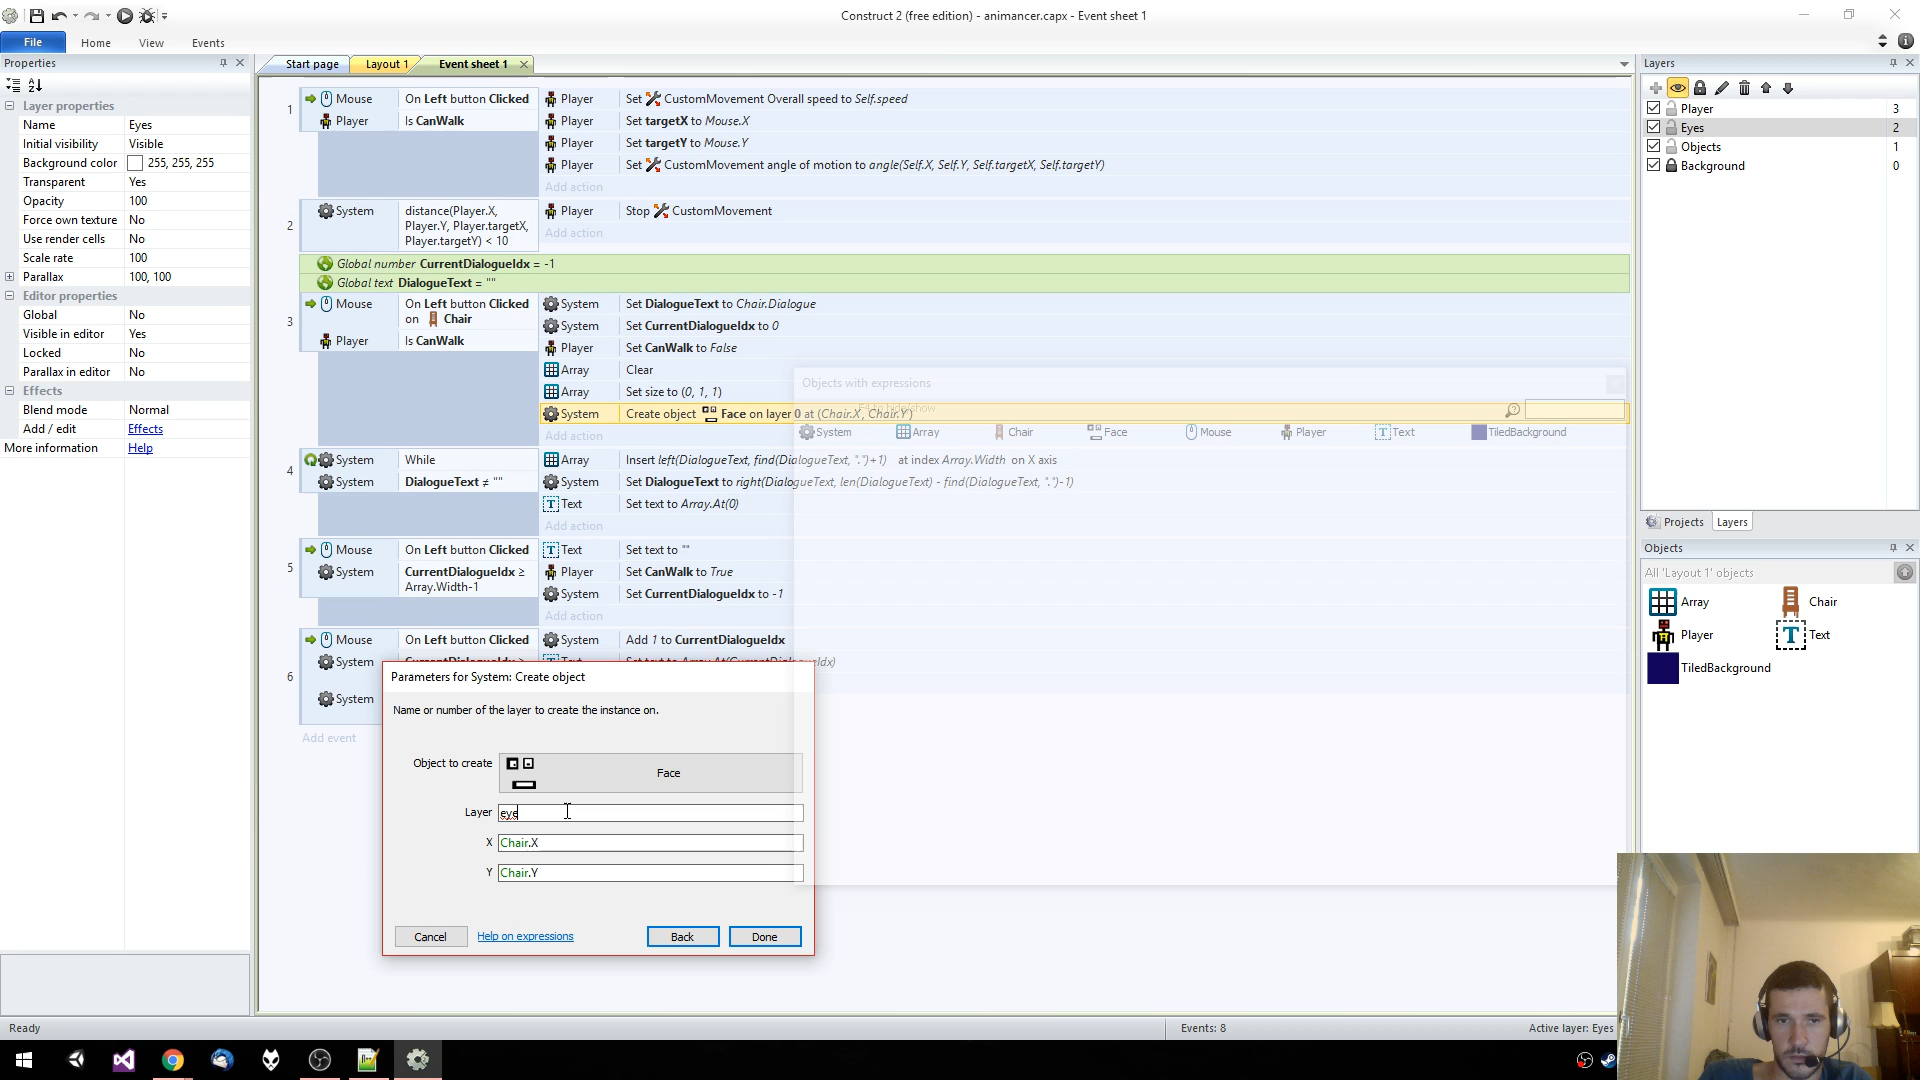 Construct 2 (free edition) - animancer.capx - Event sheet 1
File
Home
View
Events
Properties
Layer properties
Name Eyes
Initial visibility Visible
Background color 255, 255, 255
Transparent Yes
Opacity 100
Force own texture No
Use render cells No
Scale rate 100
Parallax 100, 100
Editor properties
Global No
Visible in editor Yes
Locked No
Parallax in editor No
Effects
Blend mode Normal
Add / edit Effects
More information Help
Start page
Layout 1
Event sheet 1
1
Mouse On Left button Clicked
Player Is CanWalk
Player Set CustomMovement Overall speed to Self.speed
Player Set targetX to Mouse.X
Player Set targetY to Mouse.Y
Player Set CustomMovement angle of motion to angle(Self.X, Self.Y, Self.targetX, Self.targetY)
Add action
2
System distance(Player.X,
Player.Y, Player.targetX,
Player.targetY) < 10
Player Stop CustomMovement
Add action
Global number CurrentDialogueIdx = -1
Global text DialogueText = ""
3
Mouse On Left button Clicked
on Chair
Player Is CanWalk
System Set DialogueText to Chair.Dialogue
System Set CurrentDialogueIdx to 0
Player Set CanWalk to False
Array Clear
Array Set size to (0, 1, 1)
System Create object Face on layer 0 at (Chair.X, Chair.Y)
Add action
Objects with expressions
System Array Chair Face Mouse Player Text TiledBackground
4
System While
System DialogueText ≠ ""
Array Insert left(DialogueText, find(DialogueText, ".")+1) at index Array.Width on X axis
System Set DialogueText to right(DialogueText, len(DialogueText) - find(DialogueText, ".")-1)
Text Set text to Array.At(0)
Add action
5
Mouse On Left button Clicked
System CurrentDialogueIdx ≥
Array.Width-1
Text Set text to ""
Player Set CanWalk to True
System Set CurrentDialogueIdx to -1
Add action
6
Mouse On Left button Clicked
System CurrentDialogueIdx ≥
System
System Add 1 to CurrentDialogueIdx
Text Set text to Array.At(CurrentDialogueIdx)
Add event
Parameters for System: Create object
Name or number of the layer to create the instance on.
Object to create Face
Layer eye
X Chair.X
Y Chair.Y
Cancel
Help on expressions
Back
Done
Layers
Player 3
Eyes 2
Objects 1
Background 0
Projects
Layers
Objects
All 'Layout 1' objects
Array
Chair
Player
Text
TiledBackground
Ready
Events: 8
Active layer: Eyes